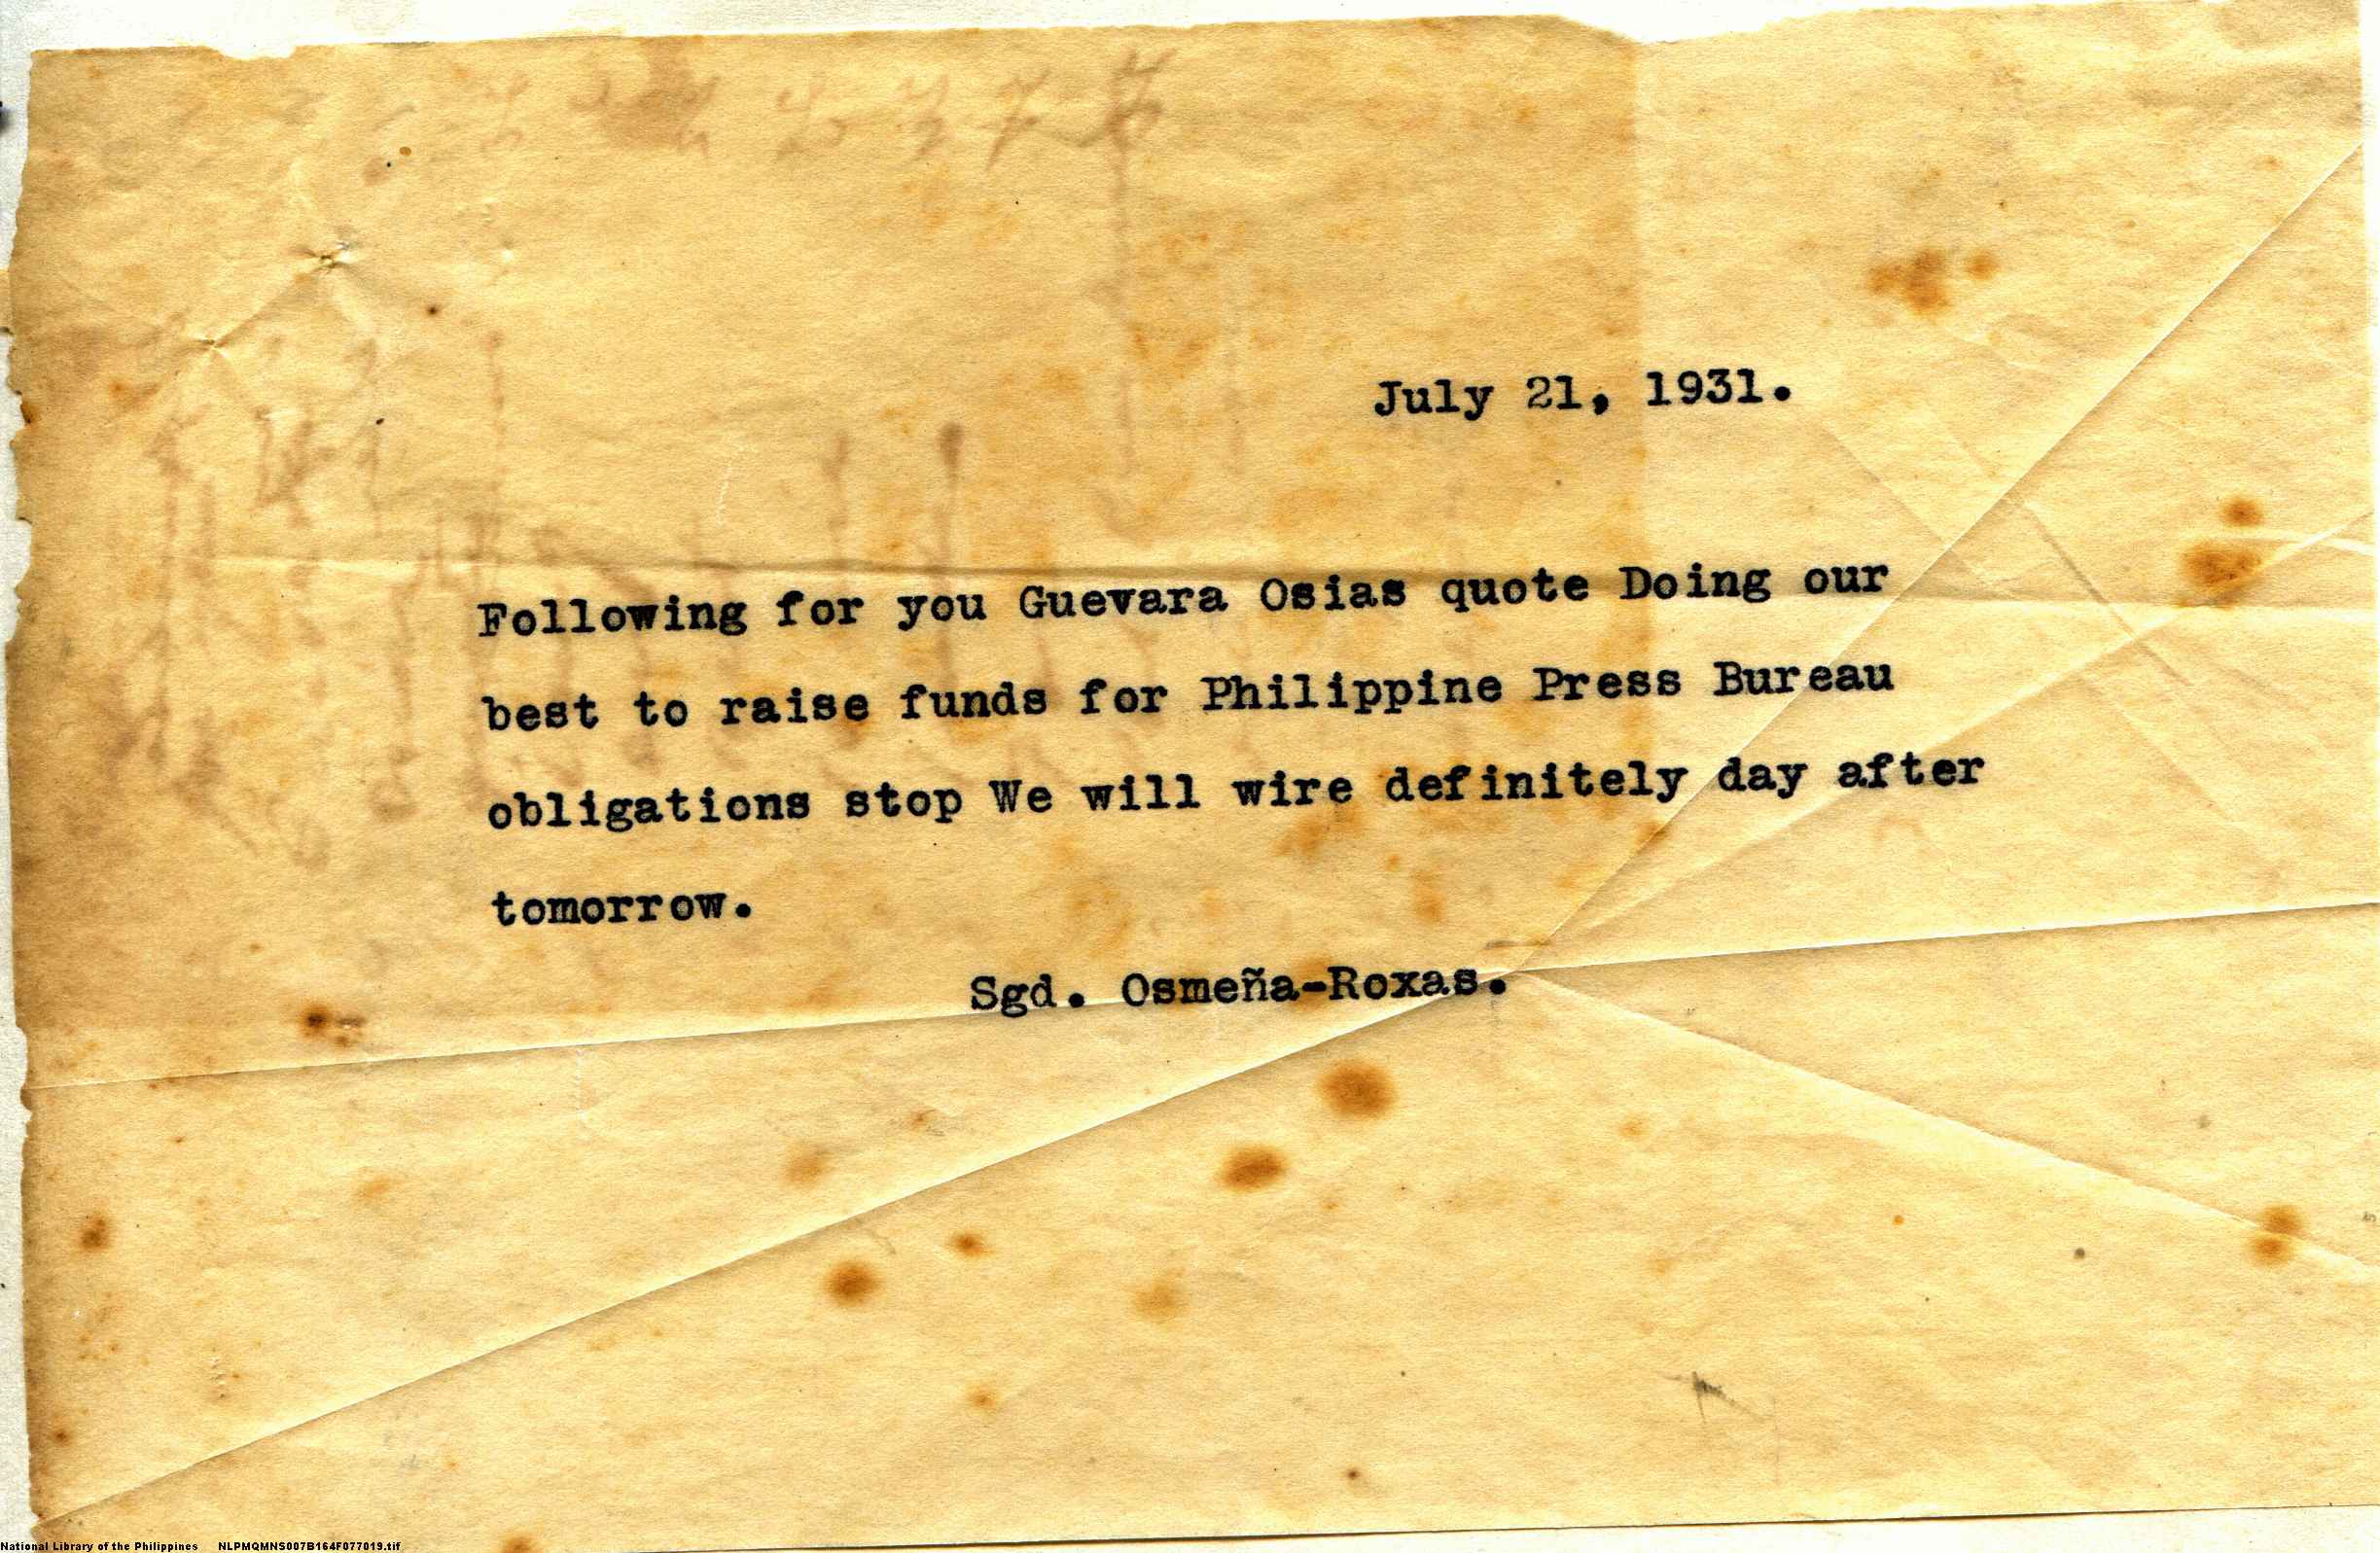 July 21, 1931.
Following for you Guevara Osias quote Doing our
best to raise funds for Philippine Press Bureau
obligations stop We will wire definitely day after
tomorrow.
Sgd. Osmeña-Roxas.
National Library of the Philippines NLPMQMNS007B164F077019.tif